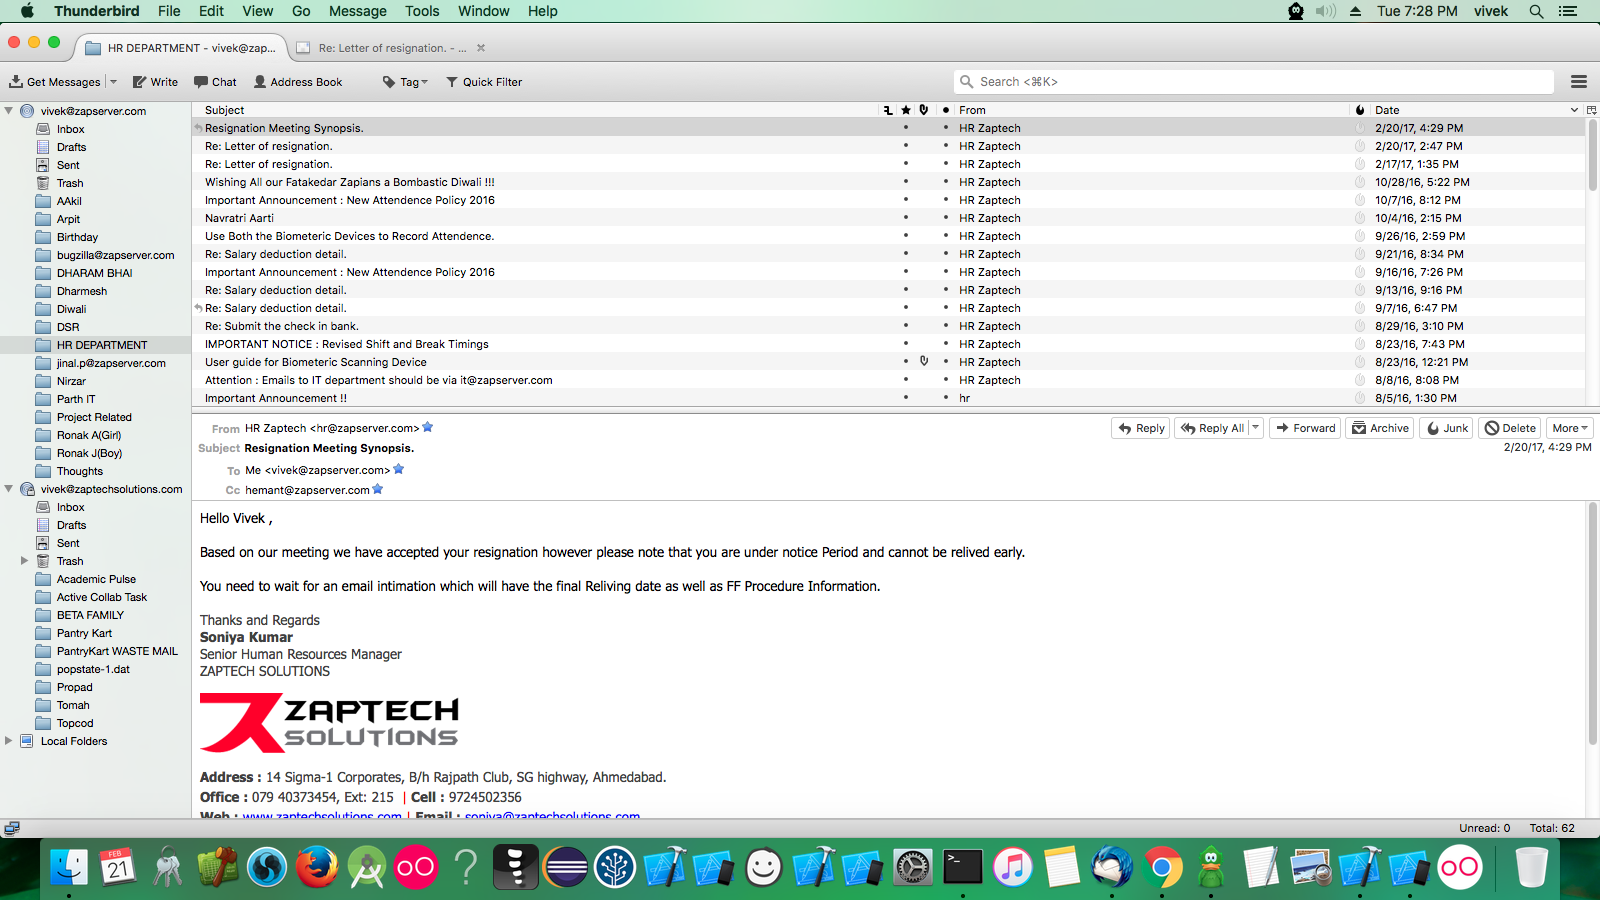 Thunderbird File Edit View Go Message Tools Window Help Tue 7:28 PM vivek
HR DEPARTMENT - vivek@zap... Re: Letter of resignation. - ...
Get Messages Write Chat Address Book Tag Quick Filter Search <⌘K>
vivek@zapserver.com
Inbox
Drafts
Sent
Trash
AAkil
Arpit
Birthday
bugzilla@zapserver.com
DHARAM BHAI
Dharmesh
Diwali
DSR
HR DEPARTMENT
jinal.p@zapserver.com
Nirzar
Parth IT
Project Related
Ronak A(Girl)
Ronak J(Boy)
Thoughts
vivek@zaptechsolutions.com
Inbox
Drafts
Sent
Trash
Academic Pulse
Active Collab Task
BETA FAMILY
Pantry Kart
PantryKart WASTE MAIL
popstate-1.dat
Propad
Tomah
Topcod
Local Folders
Subject From Date
Resignation Meeting Synopsis. HR Zaptech 2/20/17, 4:29 PM
Re: Letter of resignation. HR Zaptech 2/20/17, 2:47 PM
Re: Letter of resignation. HR Zaptech 2/17/17, 1:35 PM
Wishing All our Fatakedar Zapians a Bombastic Diwali !!! HR Zaptech 10/28/16, 5:22 PM
Important Announcement : New Attendence Policy 2016 HR Zaptech 10/7/16, 8:12 PM
Navratri Aarti HR Zaptech 10/4/16, 2:15 PM
Use Both the Biometeric Devices to Record Attendence. HR Zaptech 9/26/16, 2:59 PM
Re: Salary deduction detail. HR Zaptech 9/21/16, 8:34 PM
Important Announcement : New Attendence Policy 2016 HR Zaptech 9/16/16, 7:26 PM
Re: Salary deduction detail. HR Zaptech 9/13/16, 9:16 PM
Re: Salary deduction detail. HR Zaptech 9/7/16, 6:47 PM
Re: Submit the check in bank. HR Zaptech 8/29/16, 3:10 PM
IMPORTANT NOTICE : Revised Shift and Break Timings HR Zaptech 8/23/16, 7:43 PM
User guide for Biometeric Scanning Device HR Zaptech 8/23/16, 12:21 PM
Attention : Emails to IT department should be via it@zapserver.com HR Zaptech 8/8/16, 8:08 PM
Important Announcement !! hr 8/5/16, 1:30 PM
From HR Zaptech <hr@zapserver.com> Reply Reply All Forward Archive Junk Delete More
Subject Resignation Meeting Synopsis. 2/20/17, 4:29 PM
To Me <vivek@zapserver.com>
Cc hemant@zapserver.com
Hello Vivek ,
Based on our meeting we have accepted your resignation however please note that you are under notice Period and cannot be relived early.
You need to wait for an email intimation which will have the final Reliving date as well as FF Procedure Information.
Thanks and Regards
Soniya Kumar
Senior Human Resources Manager
ZAPTECH SOLUTIONS
ZAPTECH
SOLUTIONS
Address : 14 Sigma-1 Corporates, B/h Rajpath Club, SG highway, Ahmedabad.
Office : 079 40373454, Ext: 215 | Cell : 9724502356
Web : www.zaptechsolutions.com | Email : soniya@zaptechsolutions.com
Unread: 0 Total: 62
FEB
21